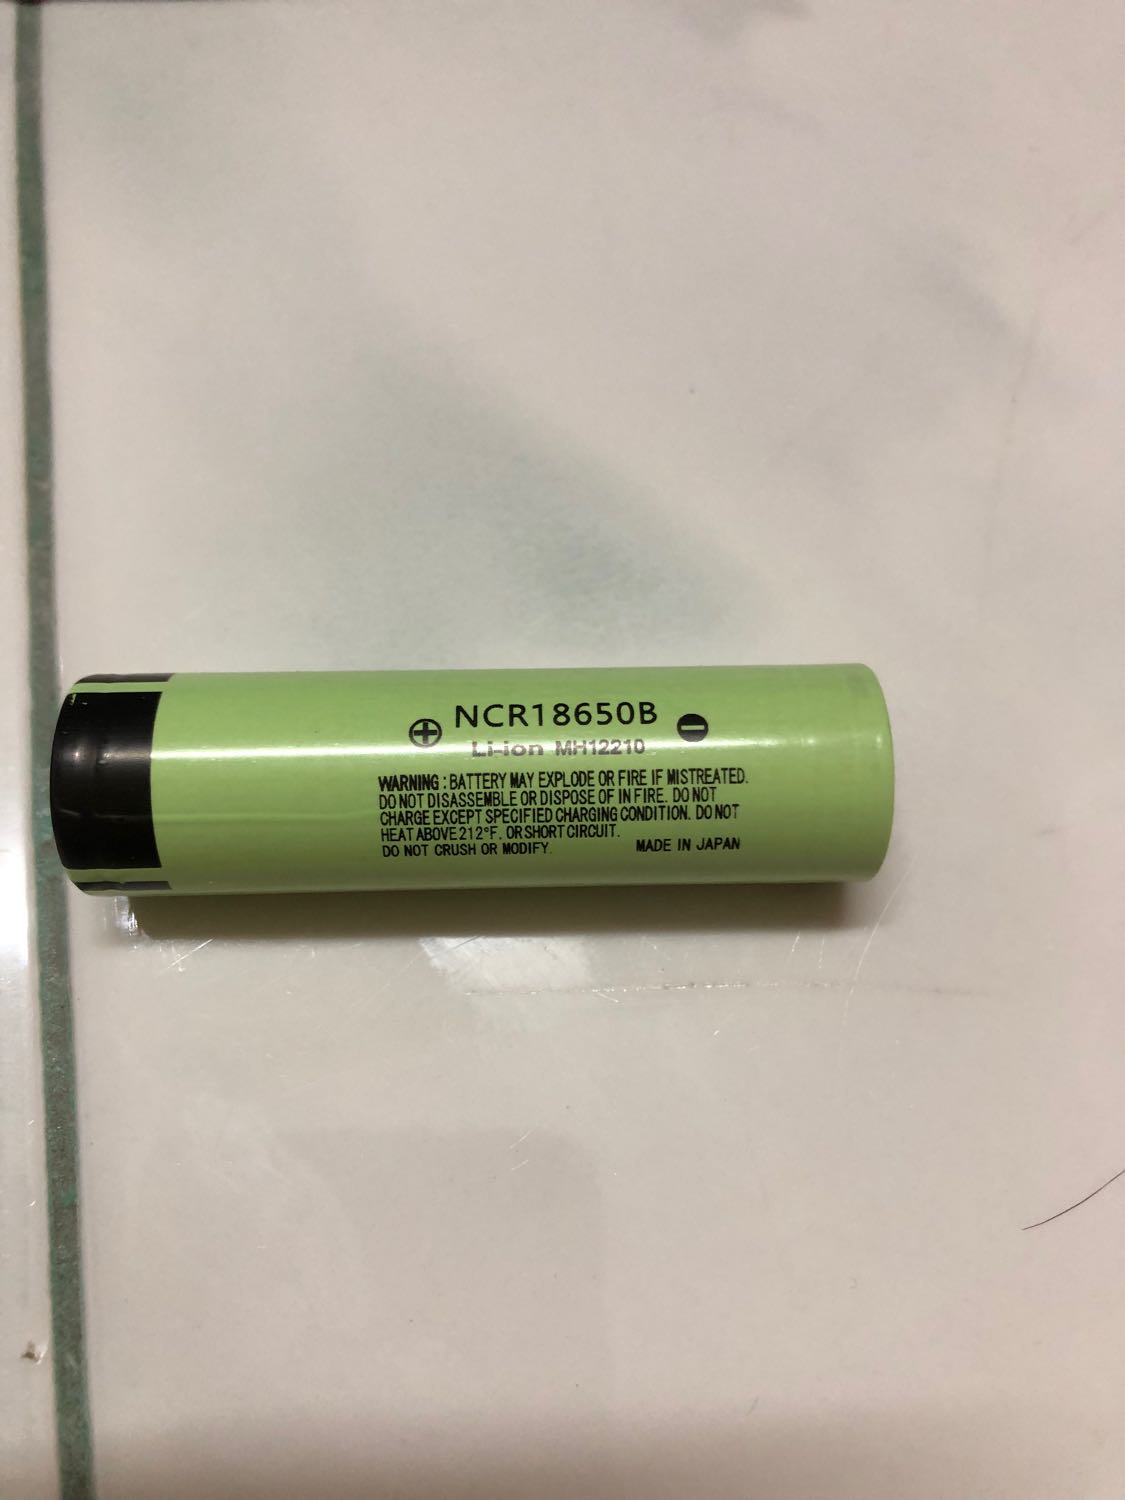 NCR18650B
Li-ion MH12210
WARNING : BATTERY MAY EXPLODE OR FIRE IF MISTREATED.
DO NOT DISASSEMBLE OR DISPOSE OF IN FIRE. DO NOT
CHARGE EXCEPT SPECIFIED CHARGING CONDITION. DO NOT
HEAT ABOVE 212°F. OR SHORT CIRCUIT.
DO NOT CRUSH OR MODIFY. MADE IN JAPAN